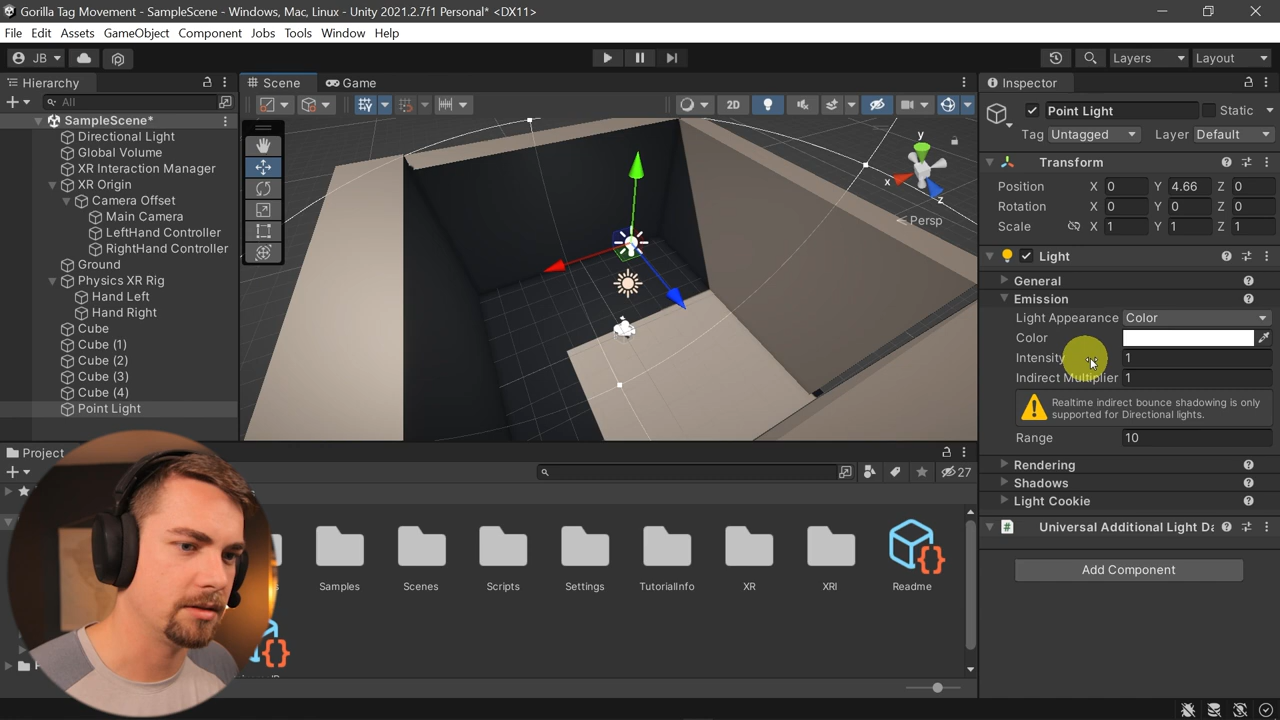 Gorilla Tag Movement - SampleScene - Windows, Mac, Linux - Unity 2021.2.7f1 Personal* <DX11>
File Edit Assets GameObject Component Jobs Tools Window Help
JB Layers Layout
Hierarchy
All
SampleScene*
Directional Light
Global Volume
XR Interaction Manager
XR Origin
Camera Offset
Main Camera
LeftHand Controller
RightHand Controller
Ground
Physics XR Rig
Hand Left
Hand Right
Cube
Cube (1)
Cube (2)
Cube (3)
Cube (4)
Point Light
Scene Game
2D
y
x
z
Persp
Project
27
Samples Scenes Scripts Settings TutorialInfo XR XRI Readme
Inspector
Point Light Static
Tag Untagged Layer Default
Transform
Position X 0 Y 4.66 Z 0
Rotation X 0 Y 0 Z 0
Scale X 1 Y 1 Z 1
Light
General
Emission
Light Appearance Color
Color
Intensity 1
Indirect Multiplier 1
Realtime indirect bounce shadowing is only
supported for Directional lights.
Range 10
Rendering
Shadows
Light Cookie
Universal Additional Light Da
Add Component